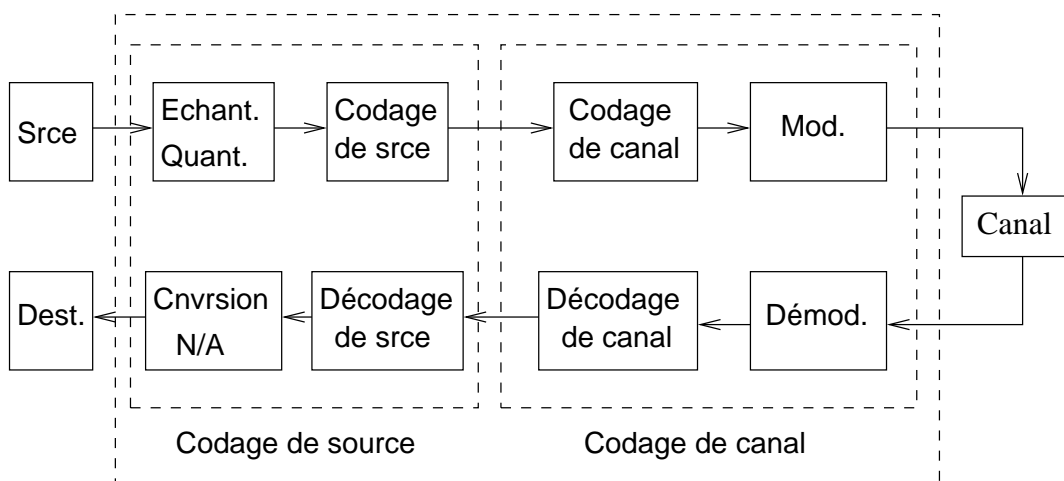 Srce
Echant.
Quant.
Codage
de srce
Codage
de canal
Mod.
Canal
Dest.
Cnvrsion
N/A
Décodage
de srce
Décodage
de canal
Démod.
Codage de source
Codage de canal